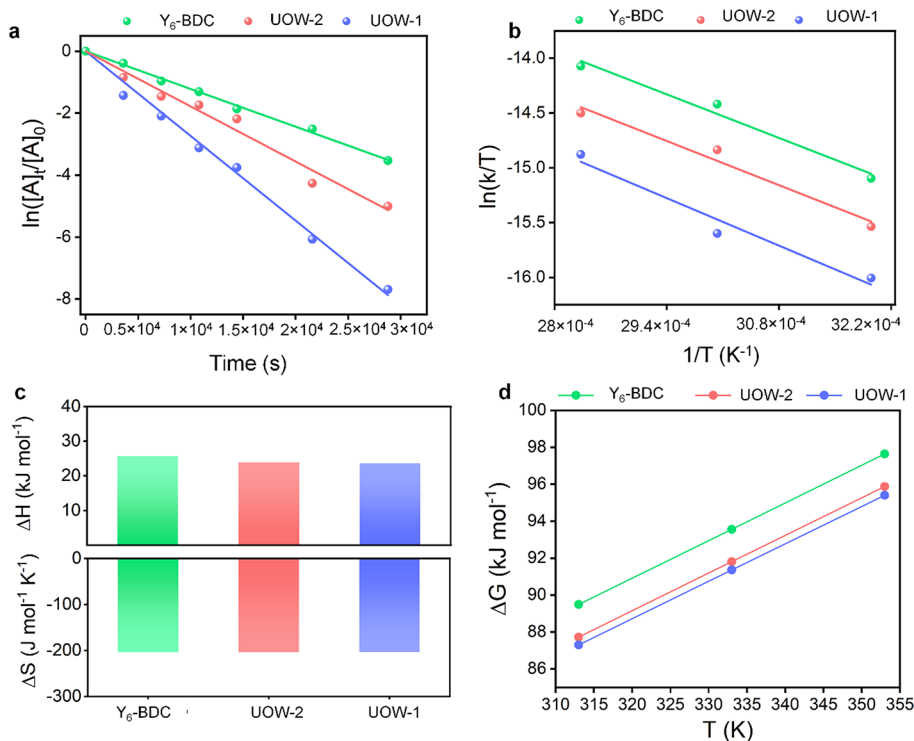 a
Y₆-BDC UOW-2 UOW-1
0
-2
-4
-6
-8
ln([A]ₜ/[A]₀)
0 5.0×10⁴ 1.0×10⁴ 1.5×10⁴ 2.0×10⁴ 2.5×10⁴ 3.0×10⁴
Time (s)
b
Y₆-BDC UOW-2 UOW-1
-14.0
-14.5
-15.0
-15.5
-16.0
ln(k/T)
28×10⁻⁴ 29.4×10⁻⁴ 30.8×10⁻⁴ 32.2×10⁻⁴
1/T (K⁻¹)
c
40
30
20
10
ΔH (kJ mol⁻¹)
0
-100
-200
-300
ΔS (J mol⁻¹ K⁻¹)
Y₆-BDC UOW-2 UOW-1
d
Y₆-BDC UOW-2 UOW-1
100
98
96
94
92
90
88
86
ΔG (kJ mol⁻¹)
310 315 320 325 330 335 340 345 350 355
T (K)